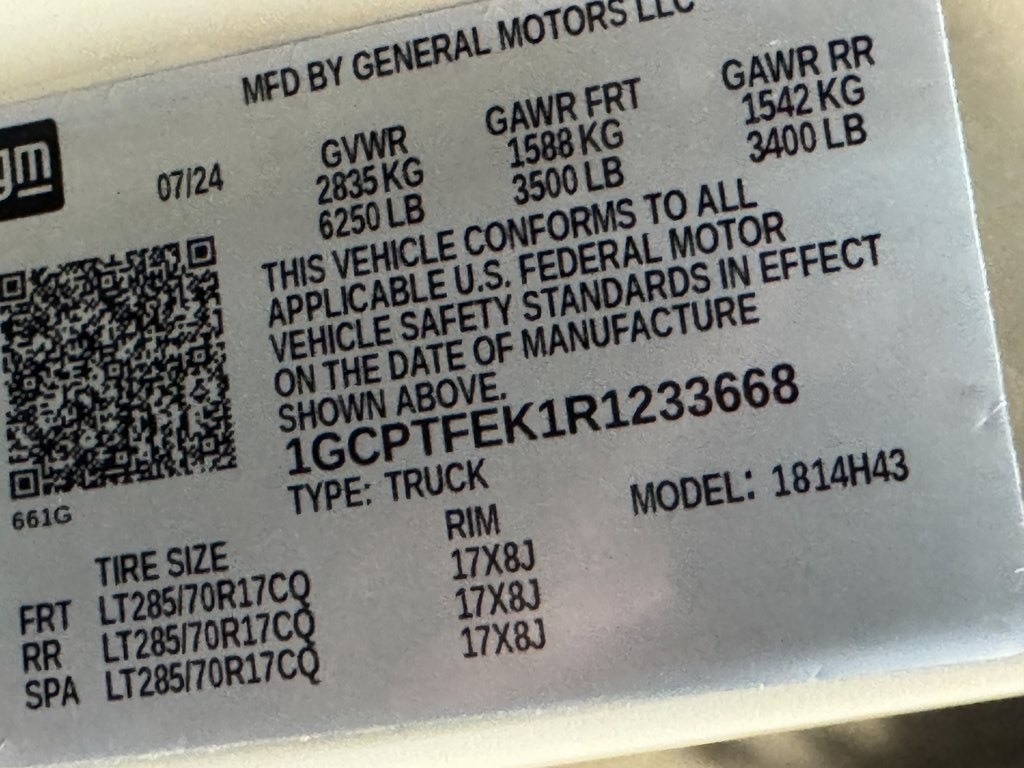 MFD BY GENERAL MOTORS LLC
gm
07/24
GVWR GAWR FRT GAWR RR
2835 KG 1588 KG 1542 KG
6250 LB 3500 LB 3400 LB
THIS VEHICLE CONFORMS TO ALL
APPLICABLE U.S. FEDERAL MOTOR
VEHICLE SAFETY STANDARDS IN EFFECT
ON THE DATE OF MANUFACTURE
SHOWN ABOVE.
1GCPTFEK1R1233668
TYPE: TRUCK MODEL: 1814H43
661G
TIRE SIZE RIM
FRT LT285/70R17CQ 17X8J
RR LT285/70R17CQ 17X8J
SPA LT285/70R17CQ 17X8J